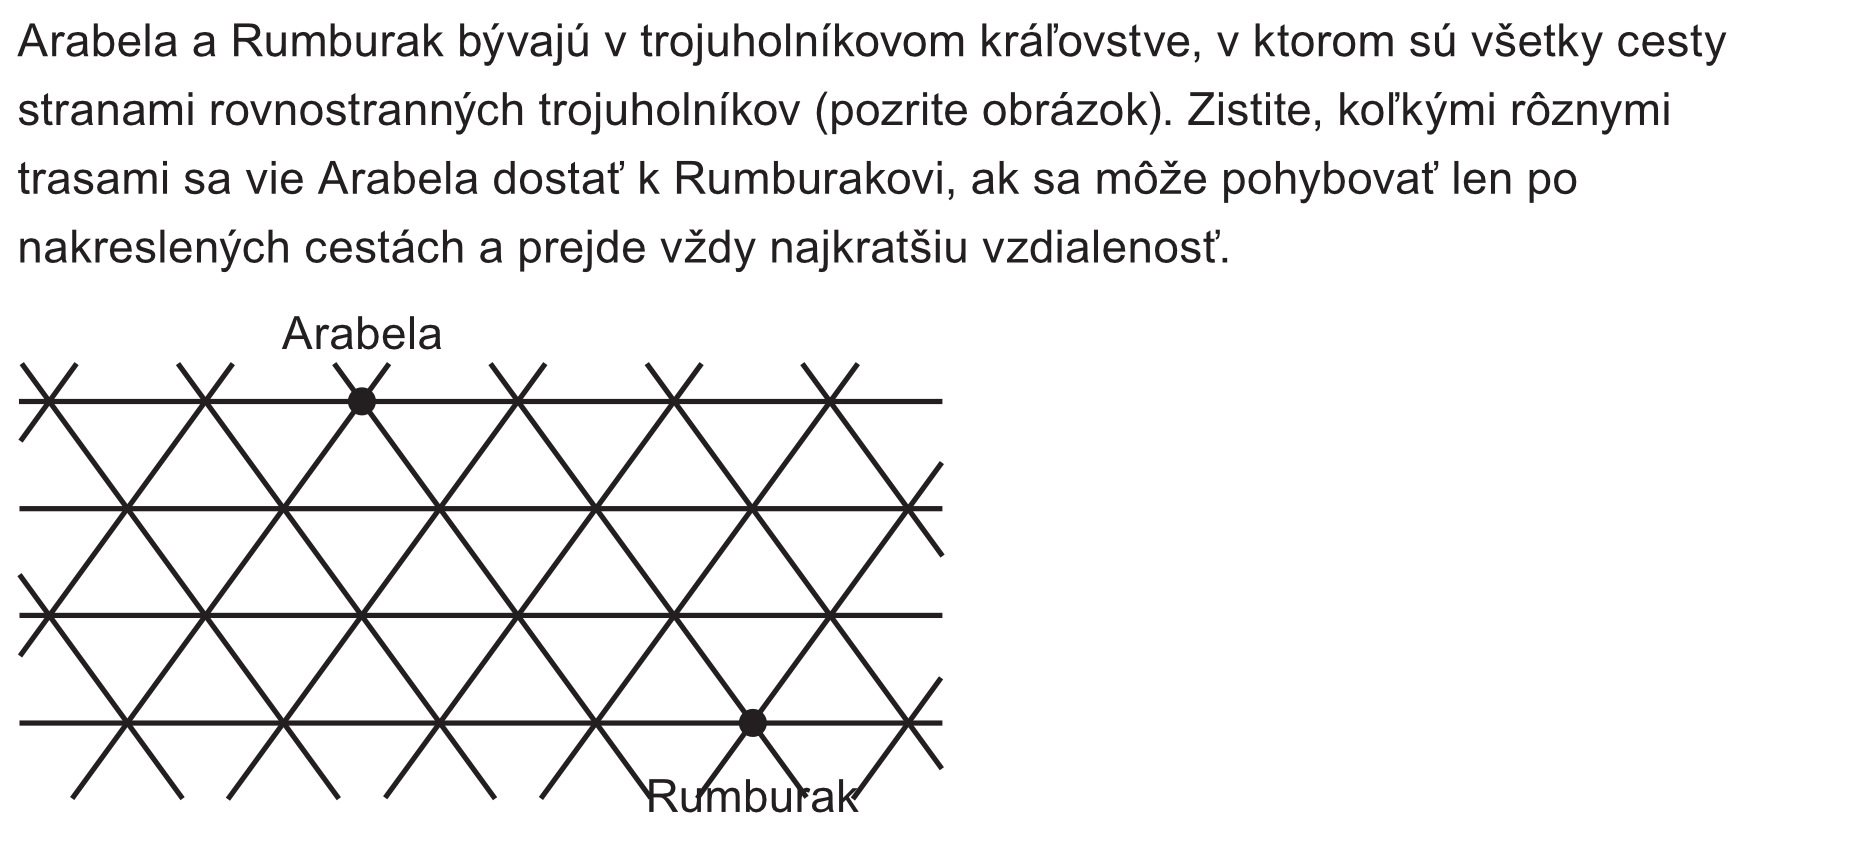 Arabela a Rumburak bývajú v trojuholníkovom kráľovstve, v ktorom sú všetky cesty
stranami rovnostranných trojuholníkov (pozrite obrázok). Zistite, koľkými rôznymi
trasami sa vie Arabela dostať k Rumburakovi, ak sa môže pohybovať len po
nakreslených cestách a prejde vždy najkratšiu vzdialenosť.
Arabela
Rumburak